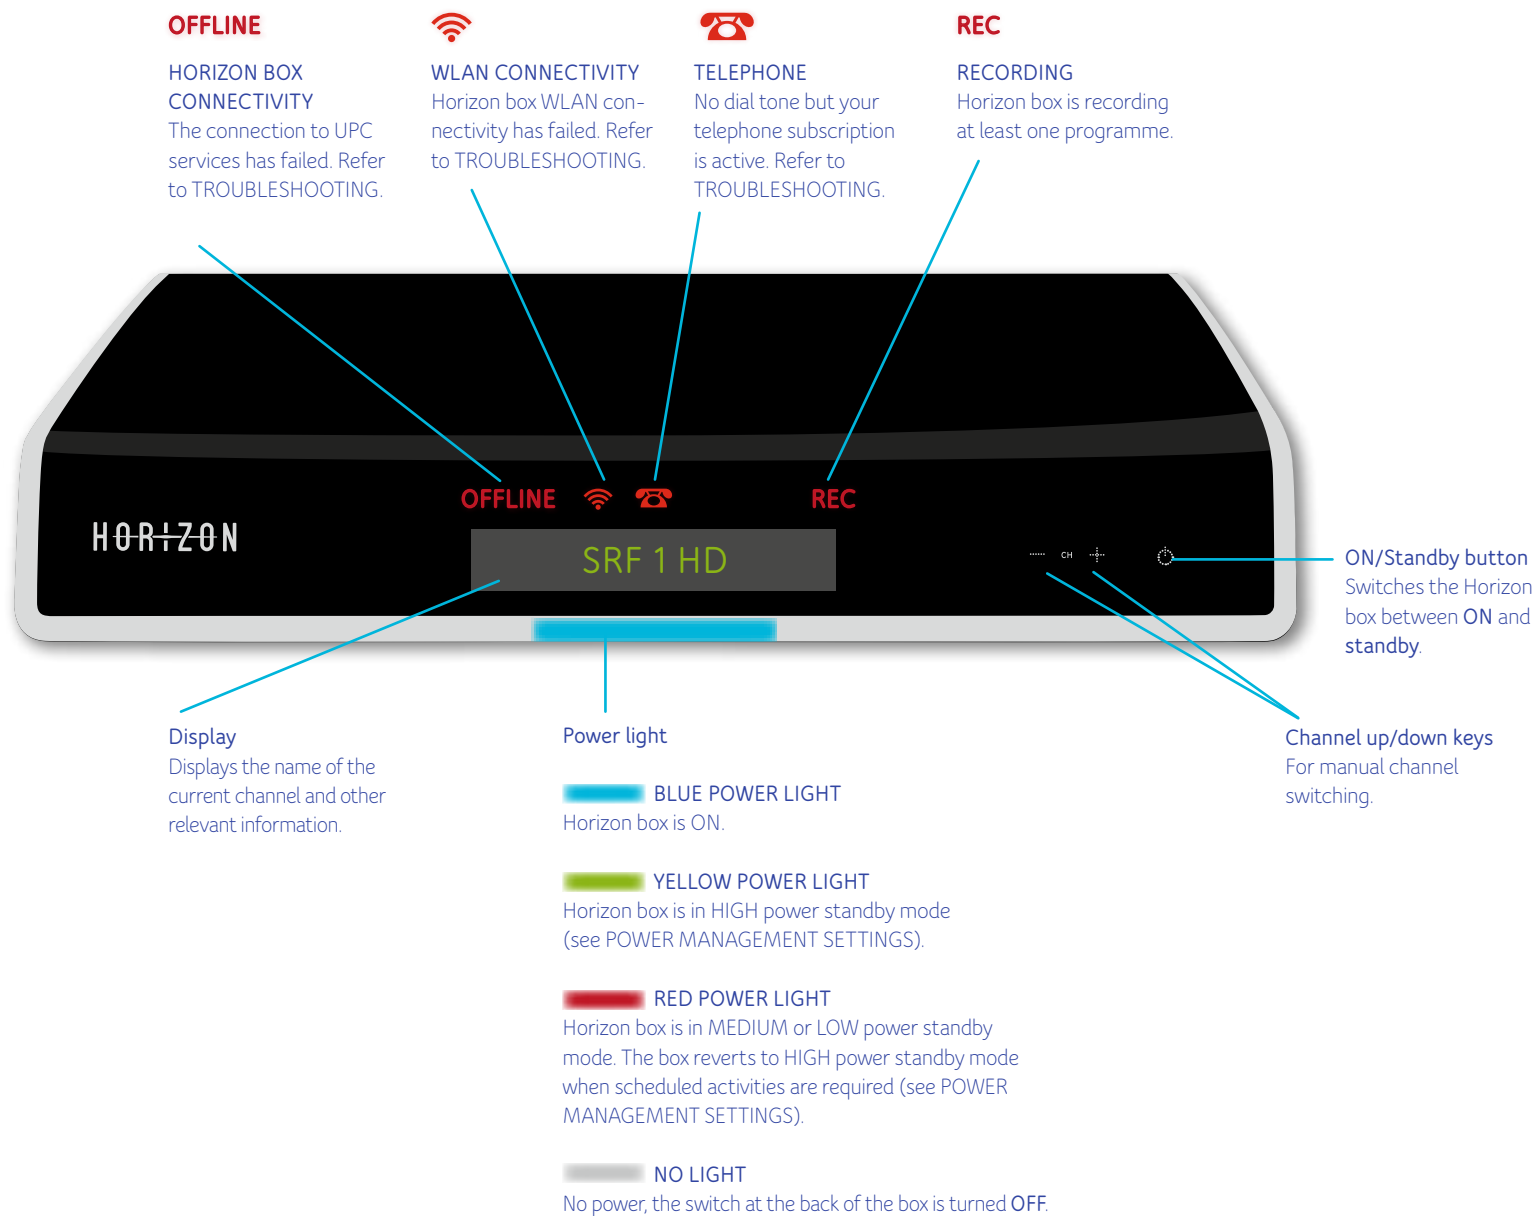 OFFLINE
HORIZON BOX
CONNECTIVITY
The connection to UPC
services has failed. Refer
to TROUBLESHOOTING.
WLAN CONNECTIVITY
Horizon box WLAN con-
nectivity has failed. Refer
to TROUBLESHOOTING.
TELEPHONE
No dial tone but your
telephone subscription
is active. Refer to
TROUBLESHOOTING.
REC
RECORDING
Horizon box is recording
at least one programme.
OFFLINE
REC
HORIZON
SRF 1 HD
CH
ON/Standby button
Switches the Horizon
box between ON and
standby.
Display
Displays the name of the
current channel and other
relevant information.
Power light
BLUE POWER LIGHT
Horizon box is ON.
YELLOW POWER LIGHT
Horizon box is in HIGH power standby mode
(see POWER MANAGEMENT SETTINGS).
RED POWER LIGHT
Horizon box is in MEDIUM or LOW power standby
mode. The box reverts to HIGH power standby mode
when scheduled activities are required (see POWER
MANAGEMENT SETTINGS).
NO LIGHT
No power, the switch at the back of the box is turned OFF.
Channel up/down keys
For manual channel
switching.